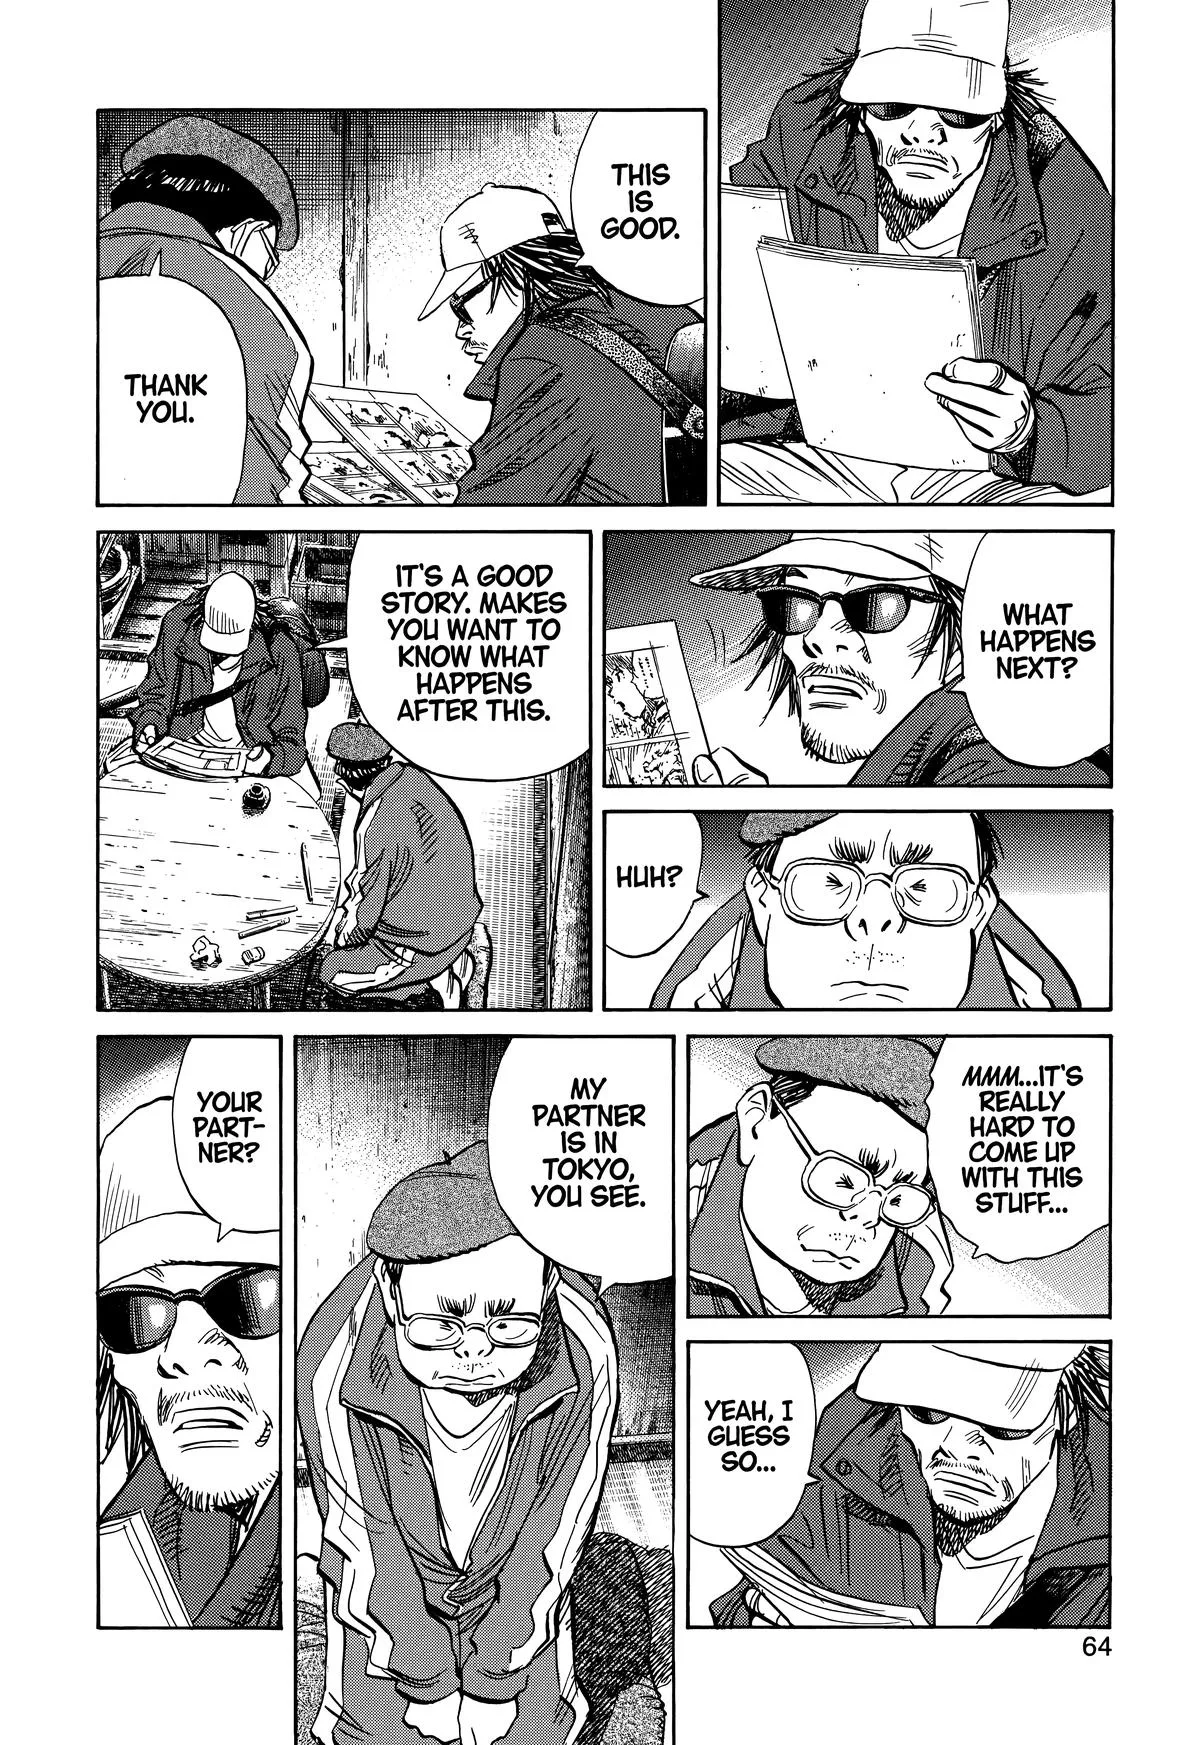 THIS
IS
GOOD.
THANK
YOU.
WHAT
HAPPENS
NEXT?
HUH?
IT'S A GOOD
STORY. MAKES
YOU WANT TO
KNOW WHAT
HAPPENS
AFTER THIS.
MMM...IT'S
REALLY
HARD TO
COME UP
WITH THIS
STUFF...
YEAH, I
GUESS
SO...
MY
PARTNER
IS IN
TOKYO,
YOU SEE.
YOUR
PART-
NER?
64